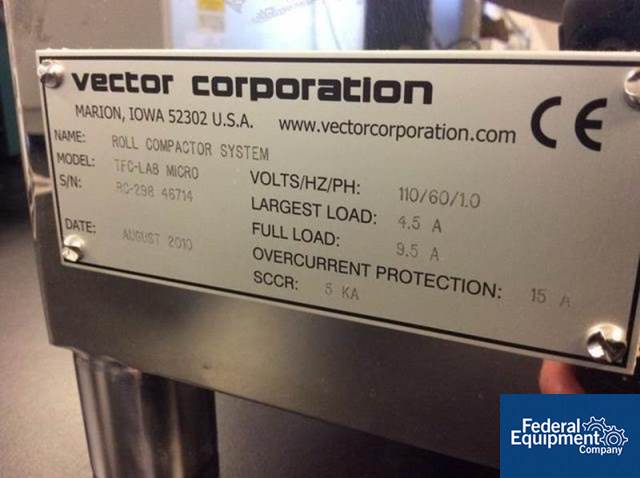 vector corporation
MARION, IOWA 52302 U.S.A. www.vectorcorporation.com
CE
NAME: ROLL COMPACTOR SYSTEM
MODEL: TFC-LAB MICRO
S/N: RC-298 46714
DATE: AUGUST 2010
VOLTS/HZ/PH: 110/60/1.0
LARGEST LOAD: 4.5 A
FULL LOAD: 9.5 A
OVERCURRENT PROTECTION: 15 A
SCCR: 5 KA
Federal
Equipment
Company